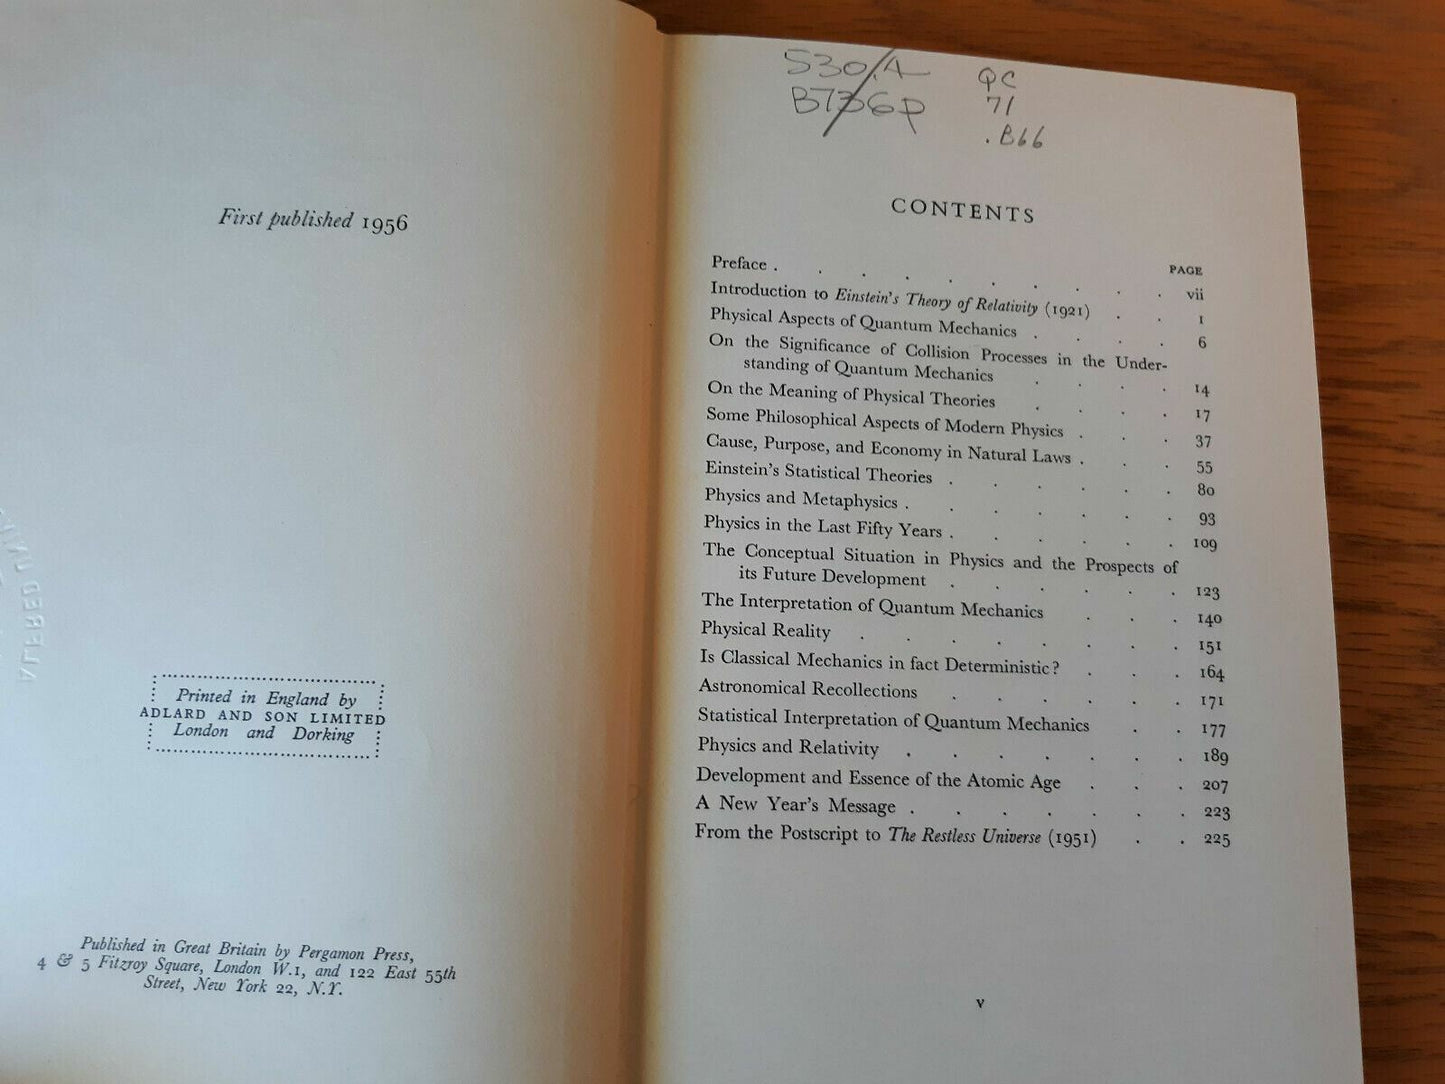 First published 1956
Printed in England by
ADLARD AND SON LIMITED
London and Dorking
Published in Great Britain by Pergamon Press,
4 & 5 Fitzroy Square, London W.1, and 122 East 55th
Street, New York 22, N.Y.
ALFRED
530.4 QC
B736P 71
.B66
CONTENTS
PAGE
Preface . . . . . . . . . . vii
Introduction to Einstein's Theory of Relativity (1921) . . 1
Physical Aspects of Quantum Mechanics . . . . 6
On the Significance of Collision Processes in the Under-
standing of Quantum Mechanics . . . . 14
On the Meaning of Physical Theories . . . . 17
Some Philosophical Aspects of Modern Physics . . . 37
Cause, Purpose, and Economy in Natural Laws . . . 55
Einstein's Statistical Theories . . . . . . 80
Physics and Metaphysics . . . . . . . 93
Physics in the Last Fifty Years . . . . . . 109
The Conceptual Situation in Physics and the Prospects of
its Future Development . . . . . . 123
The Interpretation of Quantum Mechanics . . . 140
Physical Reality . . . . . . . . 151
Is Classical Mechanics in fact Deterministic? . . . 164
Astronomical Recollections . . . . . . 171
Statistical Interpretation of Quantum Mechanics . . 177
Physics and Relativity . . . . . . . 189
Development and Essence of the Atomic Age . . . 207
A New Year's Message . . . . . . . 223
From the Postscript to The Restless Universe (1951) . . 225
v